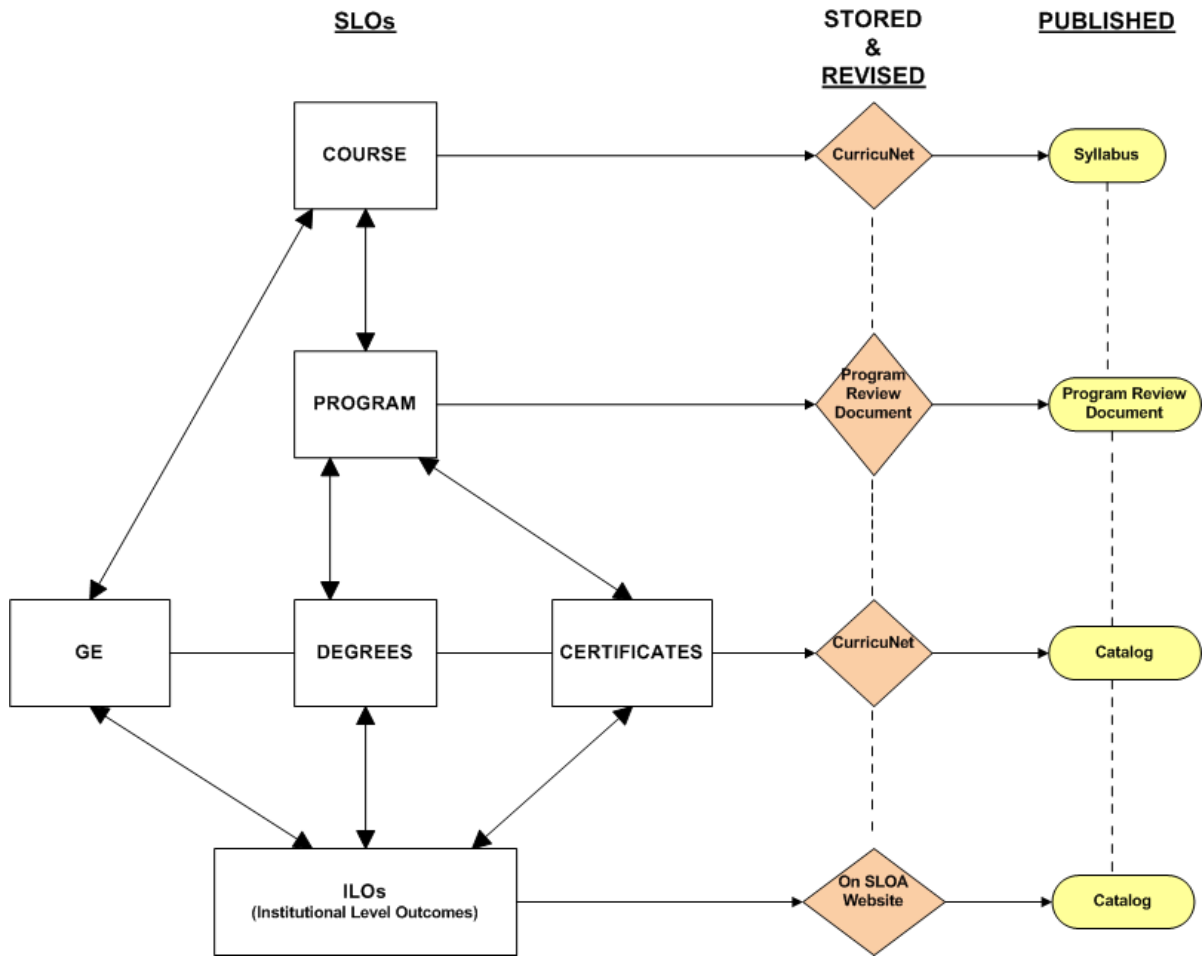 SLOs
STORED
&
REVISED
PUBLISHED
COURSE
CurricuNet
Syllabus
PROGRAM
Program
Review
Document
Program Review
Document
GE
DEGREES
CERTIFICATES
CurricuNet
Catalog
ILOs
(Institutional Level Outcomes)
On SLOA
Website
Catalog